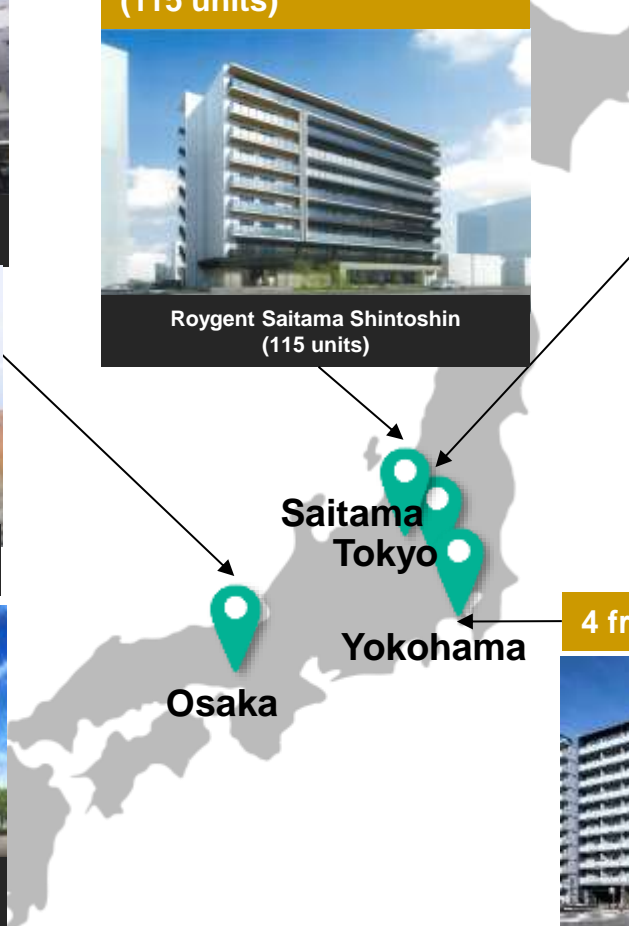 (115 units)
Roygent Saitama Shintoshin
(115 units)
Saitama
Tokyo
Yokohama
4 fr
Osaka